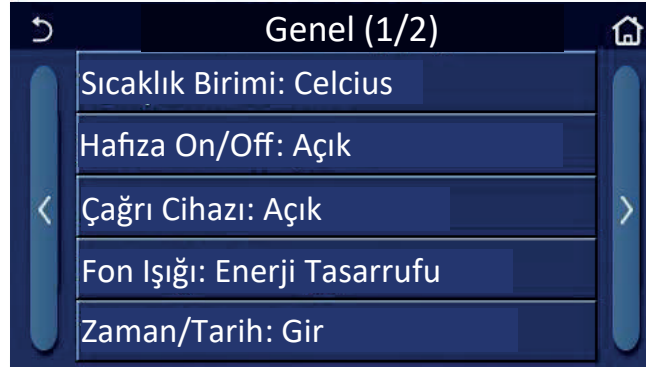 Genel (1/2)
Sıcaklık Birimi: Celcius
Hafıza On/Off: Açık
Çağrı Cihazı: Açık
Fon Işığı: Enerji Tasarrufu
Zaman/Tarih: Gir